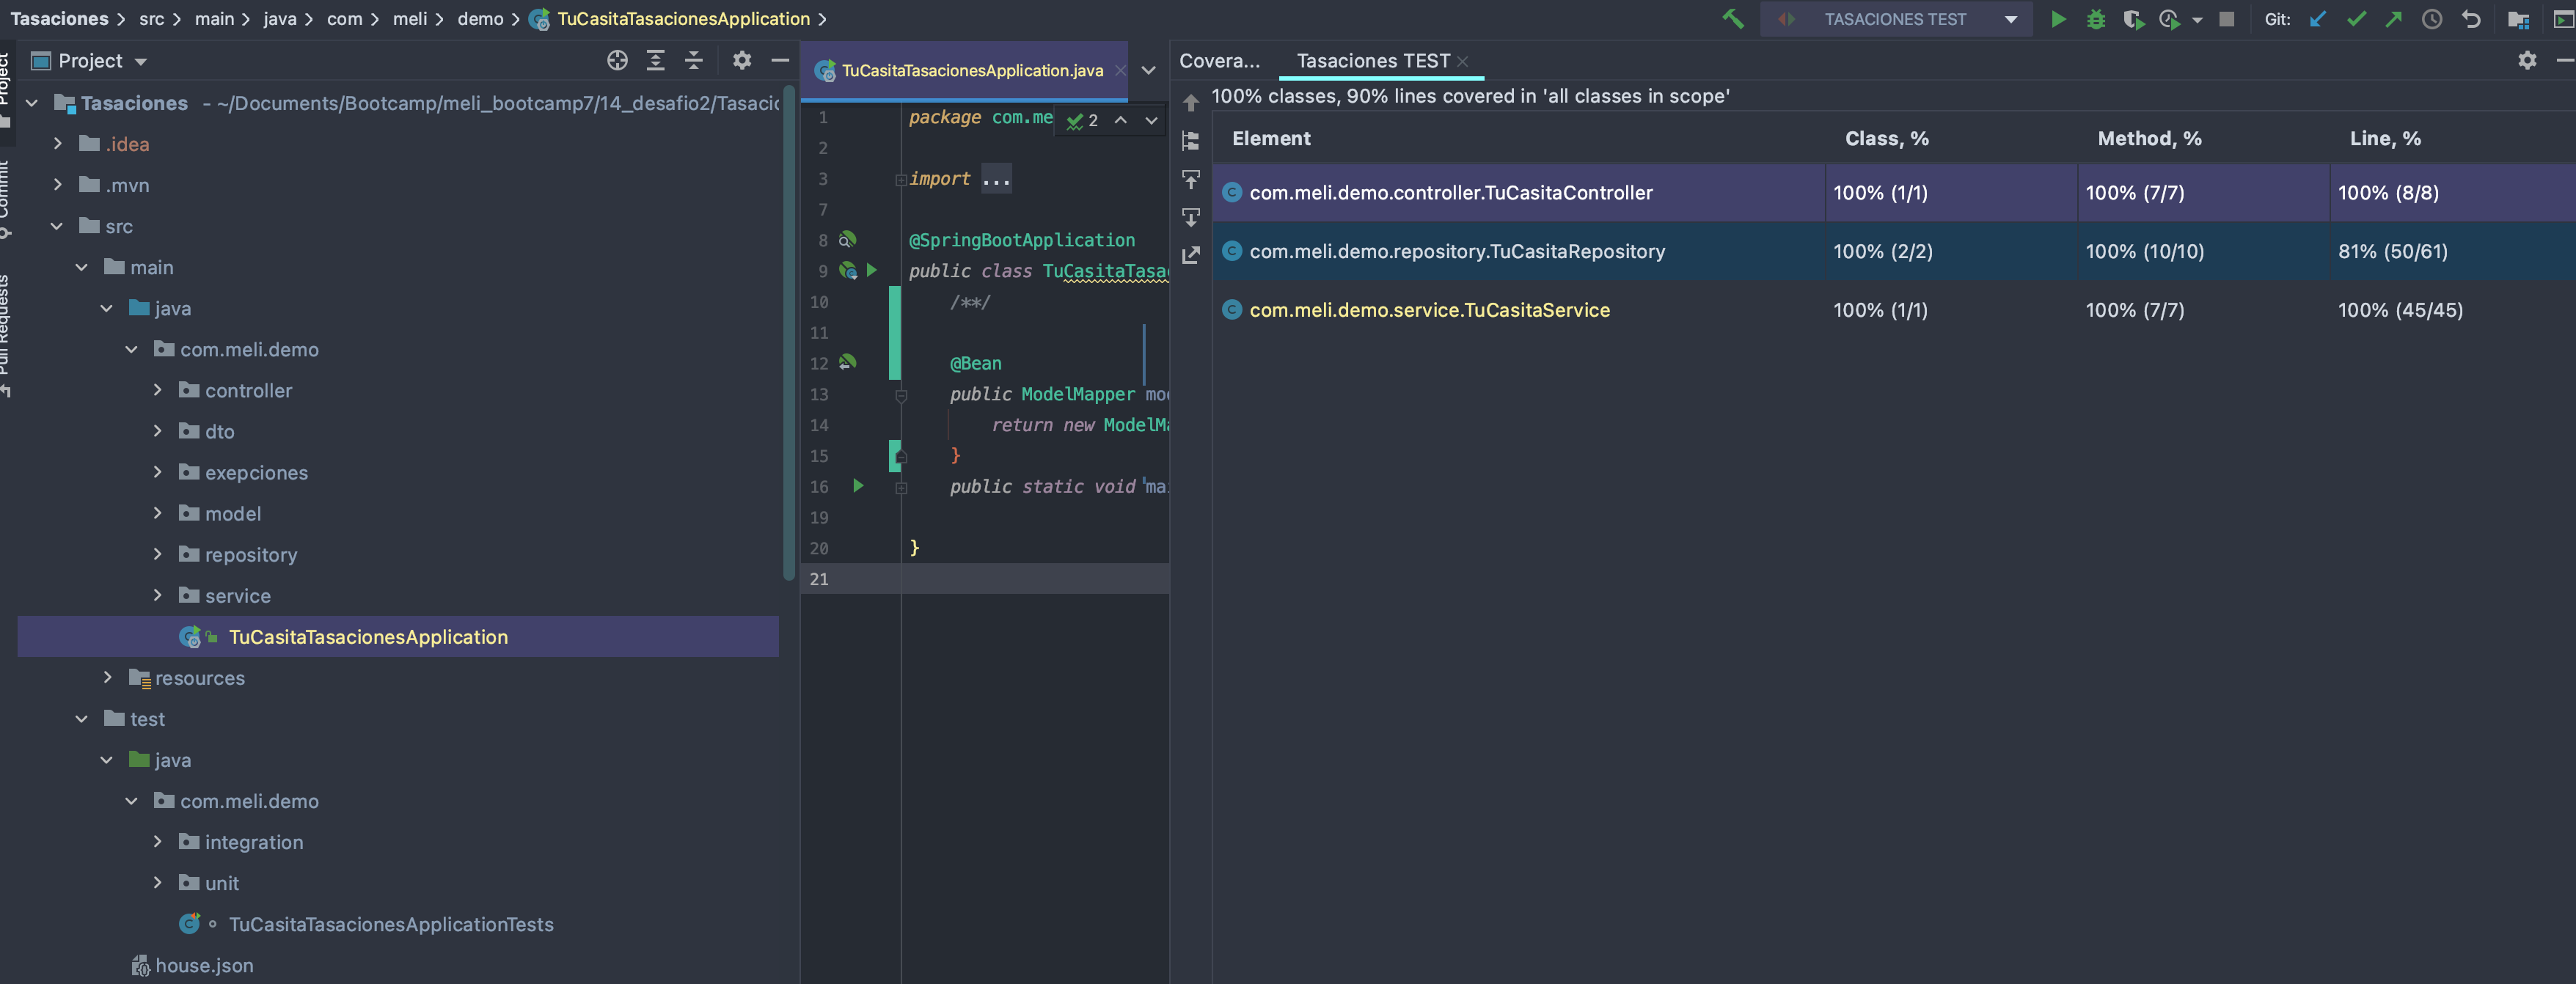 Tasaciones > src > main > java > com > meli > demo > TuCasitaTasacionesApplication >
TASACIONES TEST
Git:
Project
Commit
Pull Requests
Project
Tasaciones - ~/Documents/Bootcamp/meli_bootcamp7/14_desafio2/Tasacio
.idea
.mvn
src
main
java
com.meli.demo
controller
dto
exepciones
model
repository
service
TuCasitaTasacionesApplication
resources
test
java
com.meli.demo
integration
unit
TuCasitaTasacionesApplicationTests
house.json
TuCasitaTasacionesApplication.java
2
1 package com.me
2
3 import ...
7
8 @SpringBootApplication
9 public class TuCasitaTasac
10 /**/
11
12 @Bean
13 public ModelMapper mod
14 return new ModelMa
15 }
16 public static void mai
19
20 }
21
Covera... Tasaciones TEST
100% classes, 90% lines covered in 'all classes in scope'
Element Class, % Method, % Line, %
com.meli.demo.controller.TuCasitaController 100% (1/1) 100% (7/7) 100% (8/8)
com.meli.demo.repository.TuCasitaRepository 100% (2/2) 100% (10/10) 81% (50/61)
com.meli.demo.service.TuCasitaService 100% (1/1) 100% (7/7) 100% (45/45)